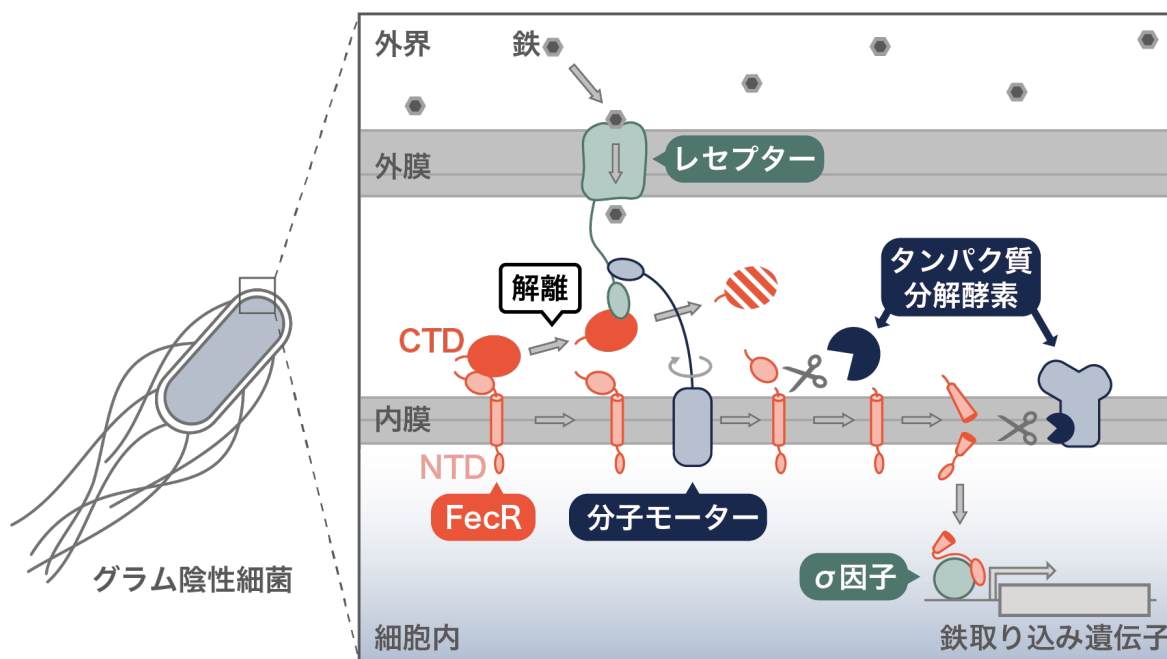 外界
鉄
外膜
レセプター
タンパク質
分解酵素
解離
CTD
内膜
NTD
FecR
分子モーター
グラム陰性細菌
σ因子
細胞内
鉄取り込み遺伝子